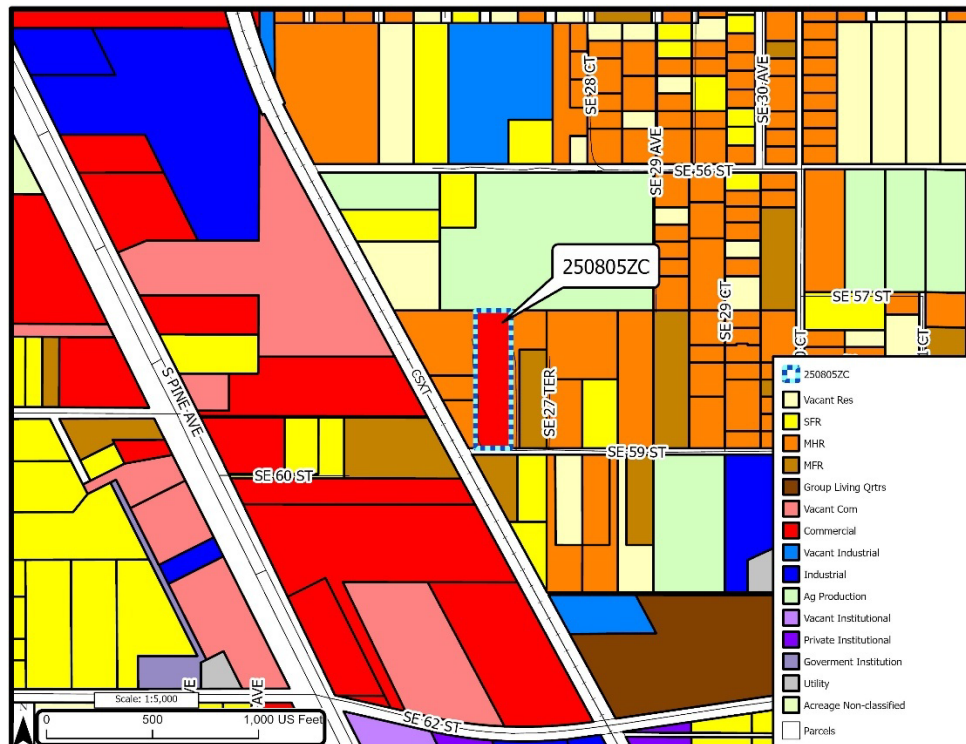 SE 28 CT
SE 30 AVE
SE 29 AVE
SE 56 ST
250805ZC
SE 57 ST
SE 29 CT
CSXT
S PINE AVE
SE 27 TER
SE 59 ST
SE 60 ST
SE 62 ST
AVE
N
Scale: 1:5,000
0 500 1,000 US Feet
250805ZC
Vacant Res
SFR
MHR
MFR
Group Living Qrtrs
Vacant Com
Commercial
Vacant Industrial
Industrial
Ag Production
Vacant Institutional
Private Institutional
Goverment Institution
Utility
Acreage Non-classified
Parcels